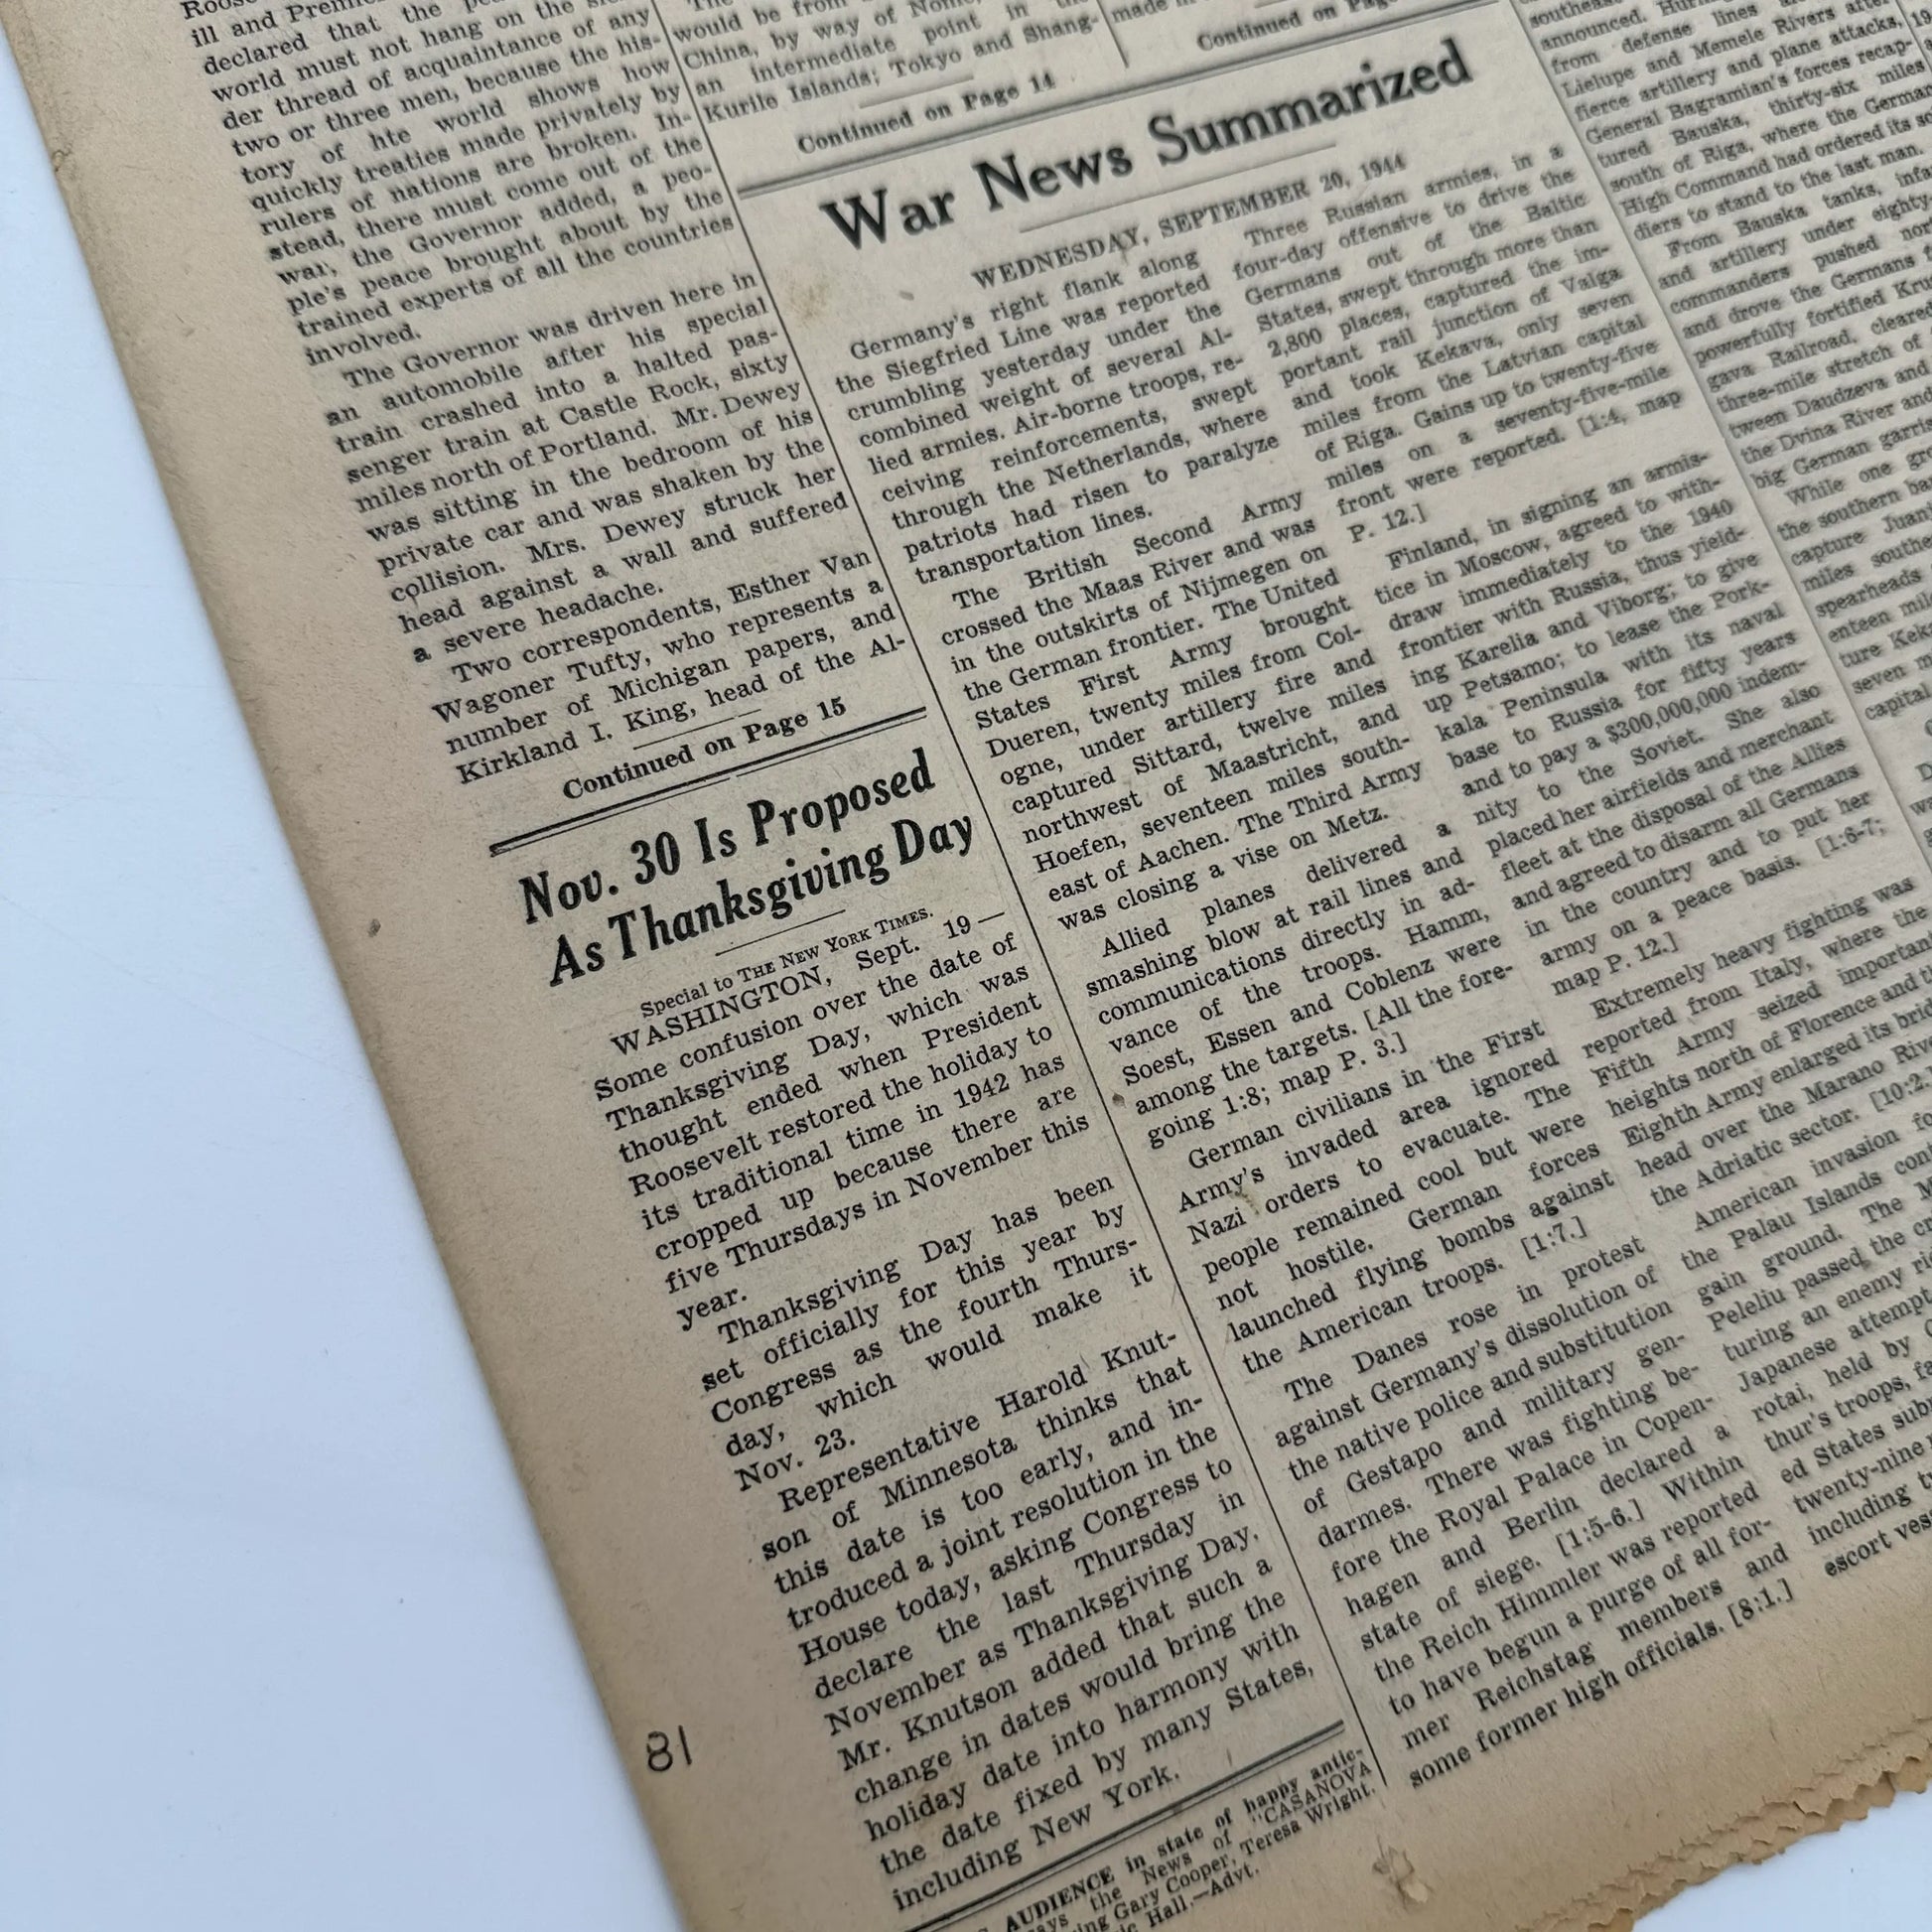 ill and
declared that the
world must not hang on the
der thread of acquaintance of any
two or three men, because the his-
tory of hte world shows how
quickly treaties made privately by
rulers of nations are broken. In-
stead, there must come out of the
war, the Governor added, a peo-
ple's peace brought about by the
trained experts of all the countries
involved.
The Governor was driven here in
an automobile after his special
train crashed into a halted pas-
senger train at Castle Rock, sixty
miles north of Portland. Mr. Dewey
was sitting in the bedroom of his
private car and was shaken by the
collision. Mrs. Dewey struck her
head against a wall and suffered
a severe headache.
Two correspondents, Esther Van
Wagoner Tufty, who represents a
number of Michigan papers, and
Kirkland I. King, head of the Al-
Continued on Page 15
Nov. 30 Is Proposed
As Thanksgiving Day
Special to THE NEW YORK TIMES.
WASHINGTON, Sept. 19—
Some confusion over the date of
Thanksgiving Day, which was
thought ended when President
Roosevelt restored the holiday to
its traditional time in 1942 has
cropped up because there are
five Thursdays in November this
year.
Thanksgiving Day has been
set officially for this year by
Congress as the fourth Thurs-
day, which would make it
Nov. 23.
Representative Harold Knut-
son of Minnesota thinks that
this date is too early, and in-
troduced a joint resolution in the
House today, asking Congress to
declare the last Thursday in
November as Thanksgiving Day.
Mr. Knutson added that such a
change in dates would bring the
holiday date into harmony with
the date fixed by many States,
including New York.
81
AUDIENCE in state of happy antic-
the News of "CASANOVA
Gary Cooper, Teresa Wright.
Hall.—Advt.
would be from
China, by way of Nome,
an intermediate point in
Kurile Islands; Tokyo and Shang-
Continued on Page 14
made
Continued on
War News Summarized
WEDNESDAY, SEPTEMBER 20, 1944
Germany's right flank along
the Siegfried Line was reported
crumbling yesterday under the
combined weight of several Al-
lied armies. Air-borne troops, re-
ceiving reinforcements, swept
through the Netherlands, where
patriots had risen to paralyze
transportation lines.
The British Second Army
crossed the Maas River and was
in the outskirts of Nijmegen on
the German frontier. The United
States First Army brought
Dueren, twenty miles from Col-
ogne, under artillery fire and
captured Sittard, twelve miles
northwest of Maastricht, and
Hoefen, seventeen miles south-
east of Aachen. The Third Army
was closing a vise on Metz.
Allied planes delivered a
smashing blow at rail lines and
communications directly in ad-
vance of the troops. Hamm,
Soest, Essen and Coblenz were
among the targets. [All the fore-
going 1:8; map P. 3.]
German civilians in the First
Army's invaded area ignored
Nazi orders to evacuate. The
people remained cool but were
not hostile. German forces
launched flying bombs against
the American troops. [1:7.]
The Danes rose in protest
against Germany's dissolution of
the native police and substitution
of Gestapo and military gen-
darmes. There was fighting be-
fore the Royal Palace in Copen-
hagen and Berlin declared a
state of siege. [1:5-6.] Within
the Reich Himmler was reported
to have begun a purge of all for-
mer Reichstag members and
some former high officials. [8:1.]
Three Russian armies, in a
four-day offensive to drive the
Germans out of the Baltic
States, swept through more than
2,800 places, captured the im-
portant rail junction of Valga
and took Kekava, only seven
miles from the Latvian capital
of Riga. Gains up to twenty-five
miles on a seventy-five-mile
front were reported. [1:4, map
P. 12.]
Finland, in signing an armis-
tice in Moscow, agreed to with-
draw immediately to the 1940
frontier with Russia, thus yield-
ing Karelia and Viborg; to give
up Petsamo; to lease the Pork-
kala Peninsula with its naval
base to Russia for fifty years
and to pay a $300,000,000 indem-
nity to the Soviet. She also
placed her airfields and merchant
fleet at the disposal of the Allies
and agreed to disarm all Germans
in the country and to put her
army on a peace basis. [1:6-7;
map P. 12.]
Extremely heavy fighting was
reported from Italy, where the
Fifth Army seized important
heights north of Florence and
Eighth Army enlarged its
head over the Marano
the Adriatic sector.
American invasion
the Palau Islands
gain ground. The
Peleliu passed the
turing an enemy
Japanese
held by
thur's troops,
ed States
twenty-nine
including
escort
announced.
from defense lines
Lielupe and Memele Rivers after
fierce artillery and plane attacks,
General Bagramian's forces recap-
tured Bauska, thirty-six miles
south of Riga, where the German
High Command had ordered its
diers to stand to the last man.
From Bauska tanks,
and artillery under
commanders pushed
and drove the Germans
powerfully fortified
gava Railroad, cleared
three-mile stretch of
tween Daudzeva and
the Dvina River and
big German
While one
the southern
capture
miles
spearheads
enteen
ture
seven